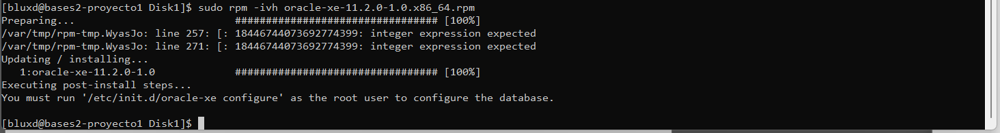 [bluxd@bases2-proyecto1 Disk1]$ sudo rpm -ivh oracle-xe-11.2.0-1.0.x86_64.rpm
Preparing... ################################# [100%]
/var/tmp/rpm-tmp.WyasJo: line 257: [: 18446744073692774399: integer expression expected
/var/tmp/rpm-tmp.WyasJo: line 271: [: 18446744073692774399: integer expression expected
Updating / installing...
1:oracle-xe-11.2.0-1.0 ################################# [100%]
Executing post-install steps...
You must run '/etc/init.d/oracle-xe configure' as the root user to configure the database.
[bluxd@bases2-proyecto1 Disk1]$